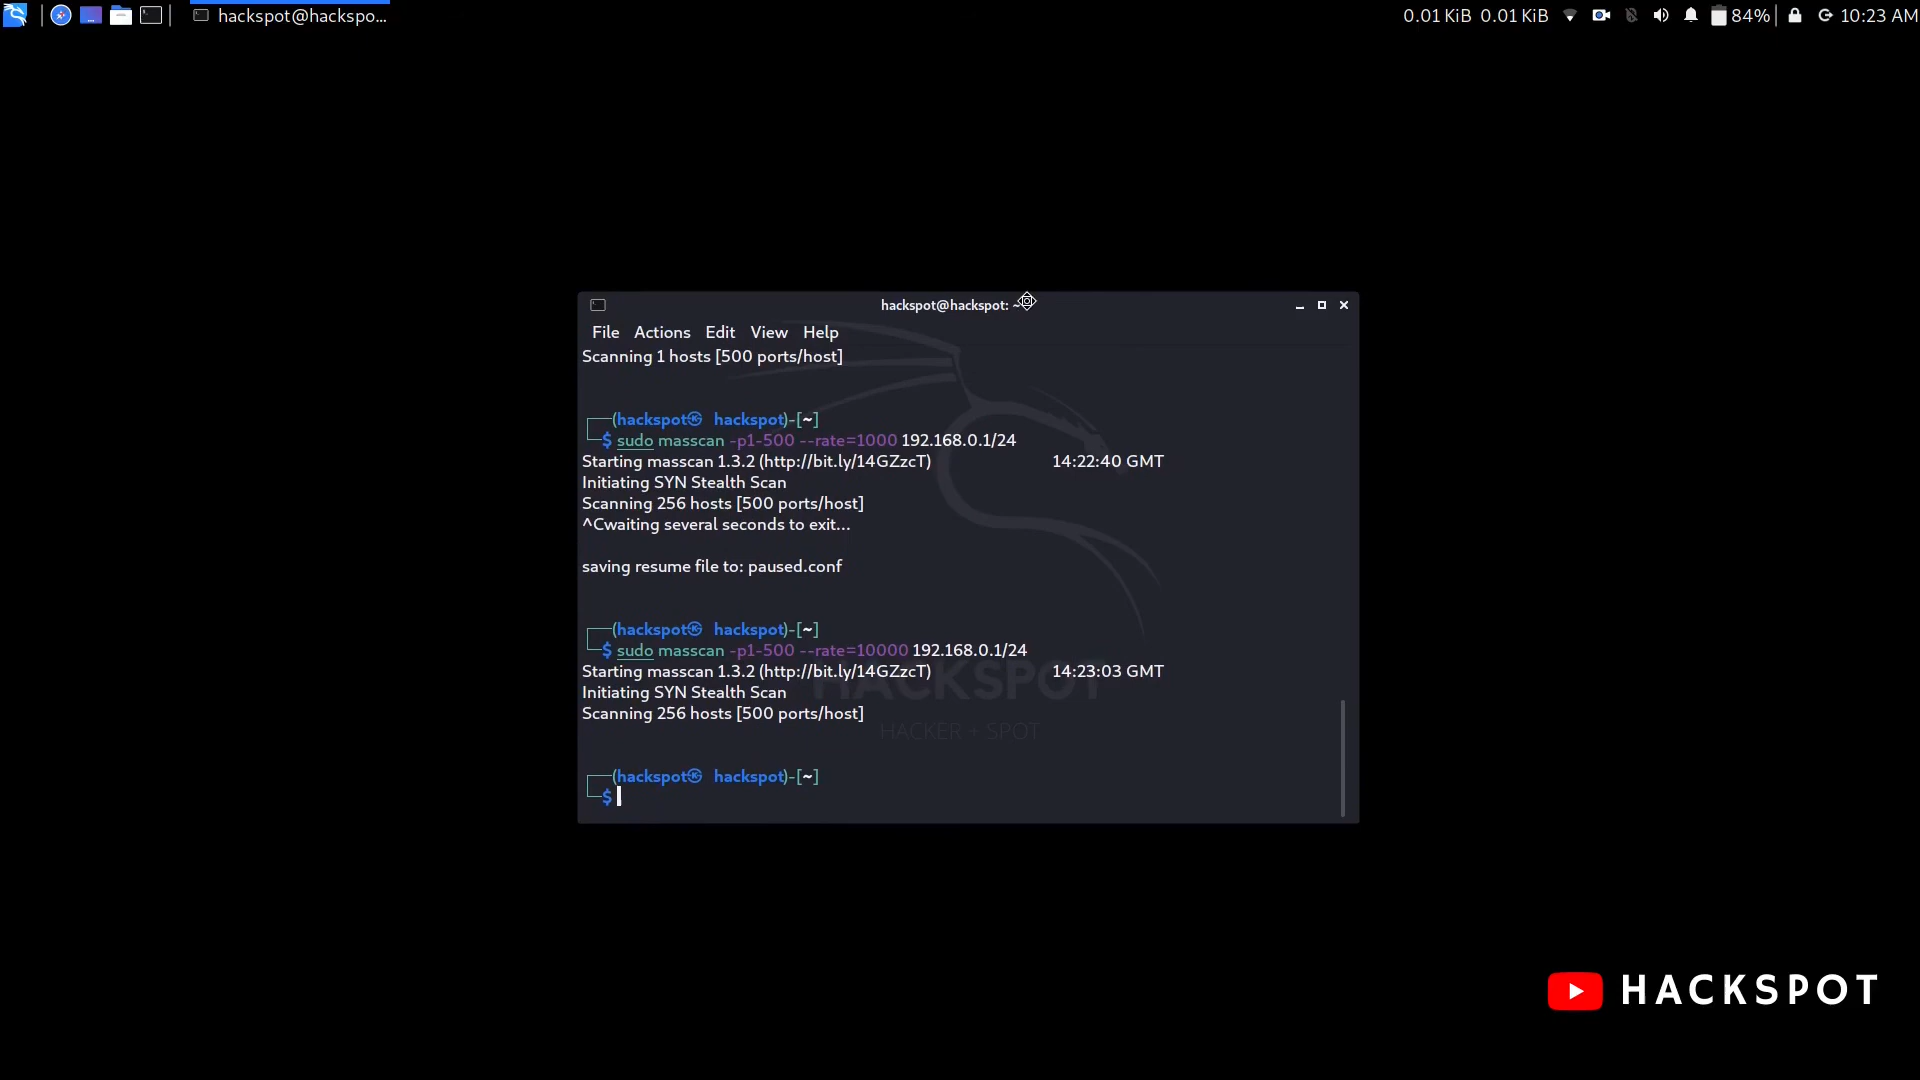 hackspot@hackspo... 0.01 KiB 0.01 KiB 84% 10:23 AM
hackspot@hackspot: ~
File Actions Edit View Help
Scanning 1 hosts [500 ports/host]
┌──(hackspot㉿ hackspot)-[~]
└─$ sudo masscan -p1-500 --rate=1000 192.168.0.1/24
Starting masscan 1.3.2 (http://bit.ly/14GZzcT) 14:22:40 GMT
Initiating SYN Stealth Scan
Scanning 256 hosts [500 ports/host]
^Cwaiting several seconds to exit...
saving resume file to: paused.conf
┌──(hackspot㉿ hackspot)-[~]
└─$ sudo masscan -p1-500 --rate=10000 192.168.0.1/24
Starting masscan 1.3.2 (http://bit.ly/14GZzcT) 14:23:03 GMT
Initiating SYN Stealth Scan
HACKSPOT
Scanning 256 hosts [500 ports/host]
HACKER + SPOT
┌──(hackspot㉿ hackspot)-[~]
└─$
HACKSPOT